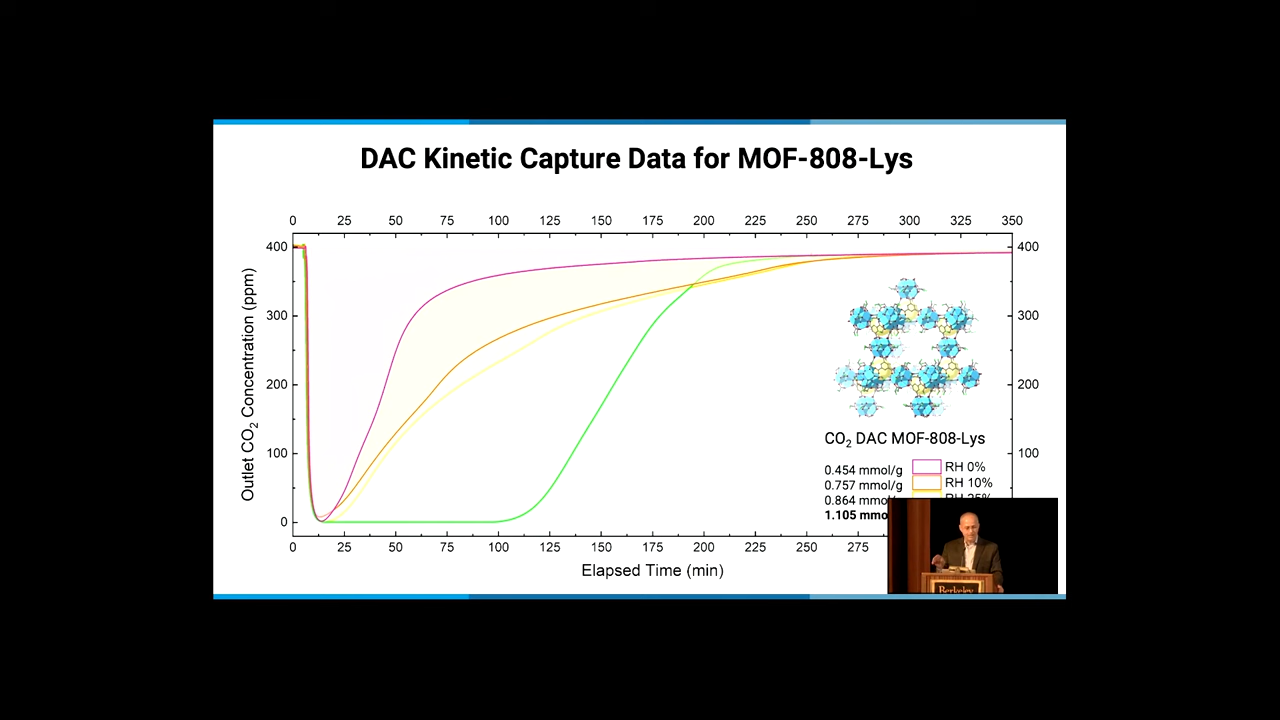 DAC Kinetic Capture Data for MOF-808-Lys
0 25 50 75 100 125 150 175 200 225 250 275 300 325 350
400 400
300 300
200 200
100 100
0
Outlet CO2 Concentration (ppm)
0 25 50 75 100 125 150 175 200 225 250 275
Elapsed Time (min)
CO2 DAC MOF-808-Lys
0.454 mmol/g RH 0%
0.757 mmol/g RH 10%
0.864 mmol/ RH 25%
1.105 mmo
Berkeley